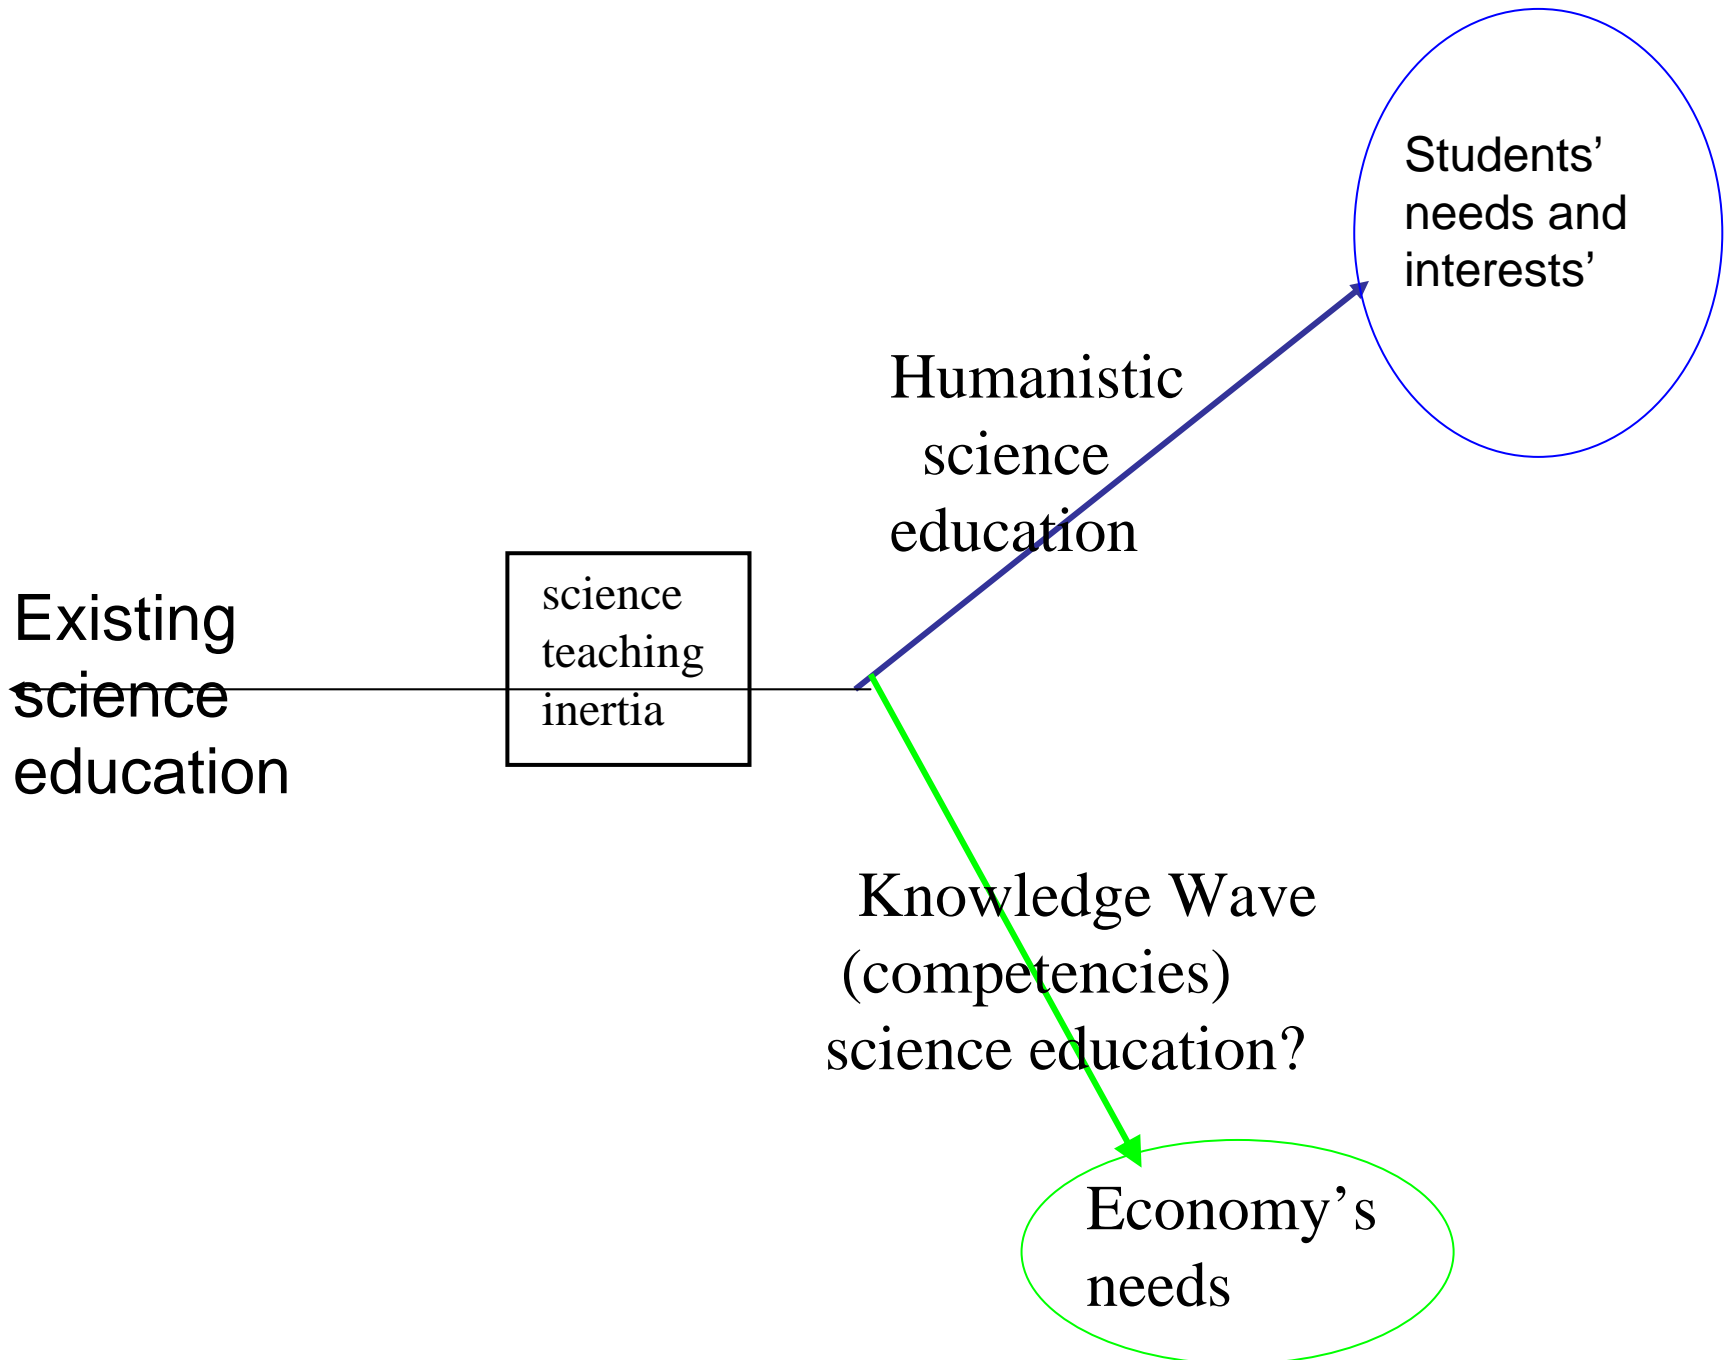 Students’
needs and
interests’
Humanistic
science
education
science
teaching
inertia
Existing
science
education
Knowledge Wave
(competencies)
science education?
Economy’s
needs